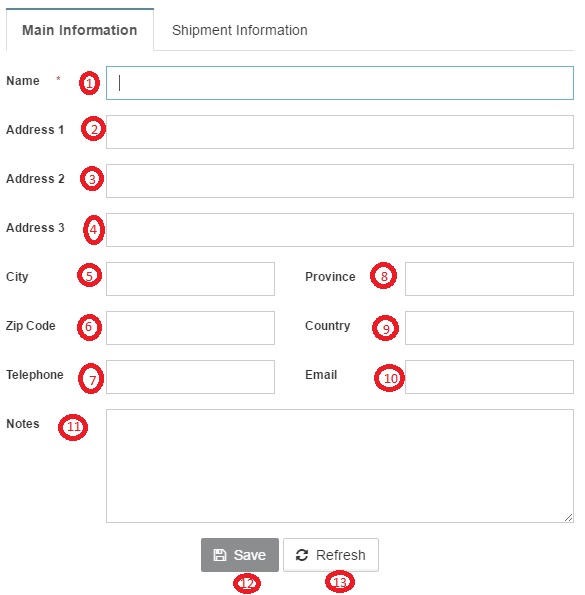 Main Information Shipment Information
Name * 1
Address 1 2
Address 2 3
Address 3 4
City 5 Province 8
Zip Code 6 Country 9
Telephone 7 Email 10
Notes 11
Save Refresh
12 13